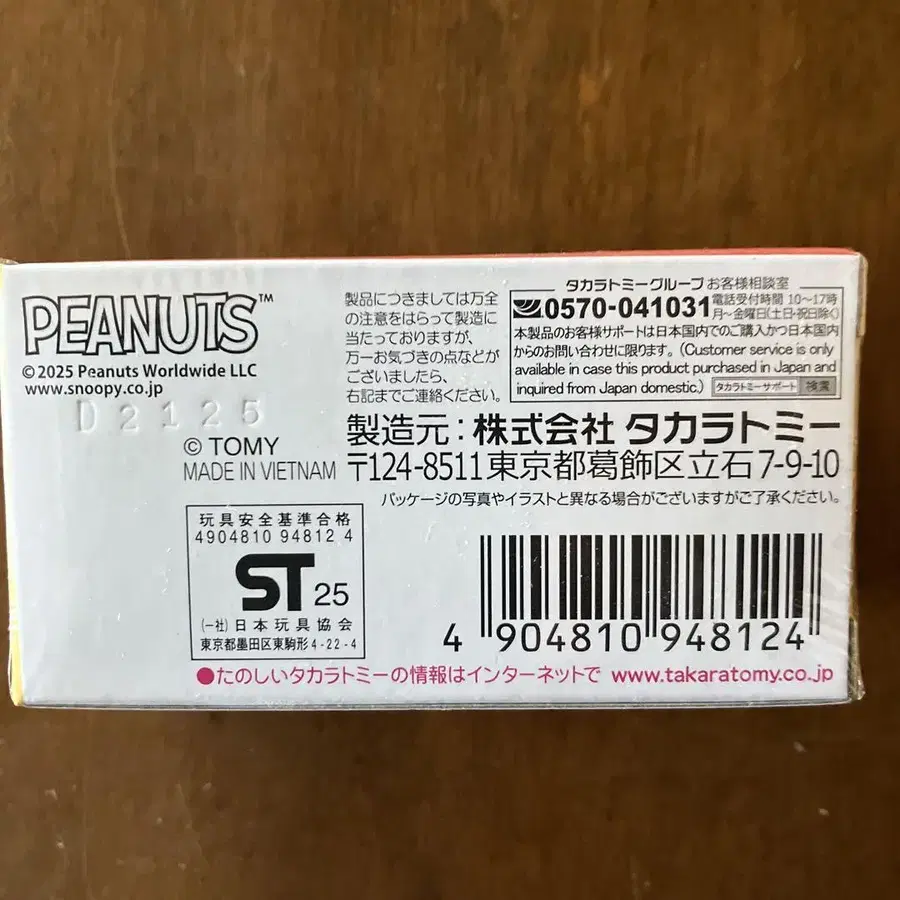 PEANUTS™
© 2025 Peanuts Worldwide LLC
www.snoopy.co.jp
D2125
© TOMY
MADE IN VIETNAM
製品につきましては万全
の注意をはらって製造に
当たっておりますが、
万一お気づきの点などが
ございましたら、
右記までご連絡ください。
タカラトミーグループ お客様相談室
0570-041031 電話受付時間 10〜17時
月〜金曜日(土日・祝日除く)
本製品のお客様サポートは日本国内でのご購入かつ日本国内
からのお問い合わせに限ります。(Customer service is only
available in case this product purchased in Japan and
inquired from Japan domestic.) タカラトミーサポート 検索
製造元:株式会社 タカラトミー
〒124-8511 東京都葛飾区立石7-9-10
パッケージの写真やイラストと異なる場合がございますがご了承ください。
玩具安全基準合格
4904810 94812 4
ST 25
(一社)日本玩具協会
東京都墨田区東駒形4-22-4
4 904810 948124
●たのしいタカラトミーの情報はインターネットで www.takaratomy.co.jp